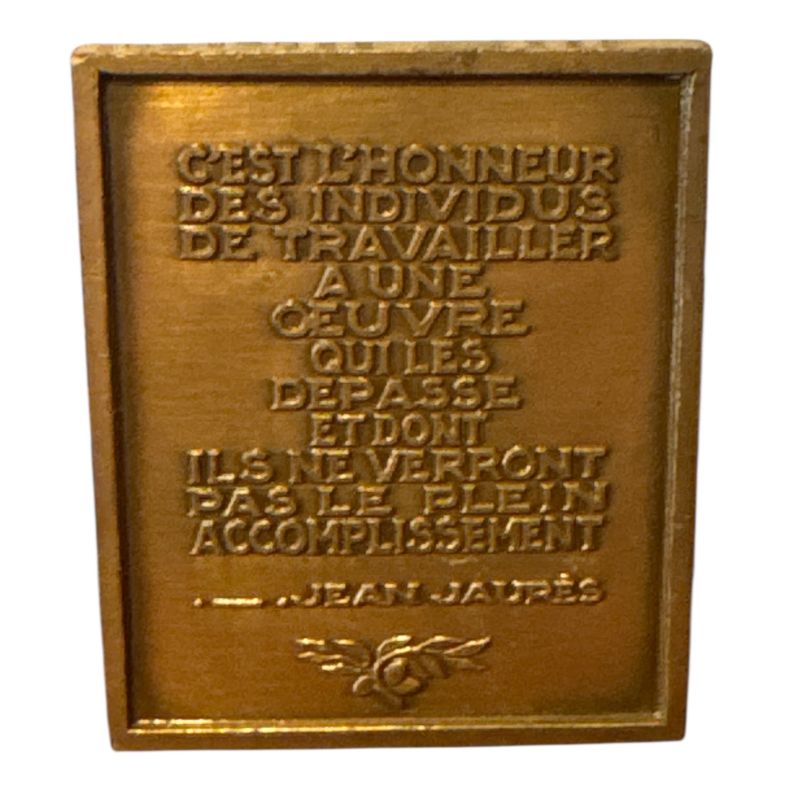 C'EST L'HONNEUR
DES INDIVIDUS
DE TRAVAILLER
A UNE
ŒUVRE
QUI LES
DEPASSE
ET DONT
ILS NE VERRONT
PAS LE PLEIN
ACCOMPLISSEMENT
JEAN JAURÈS